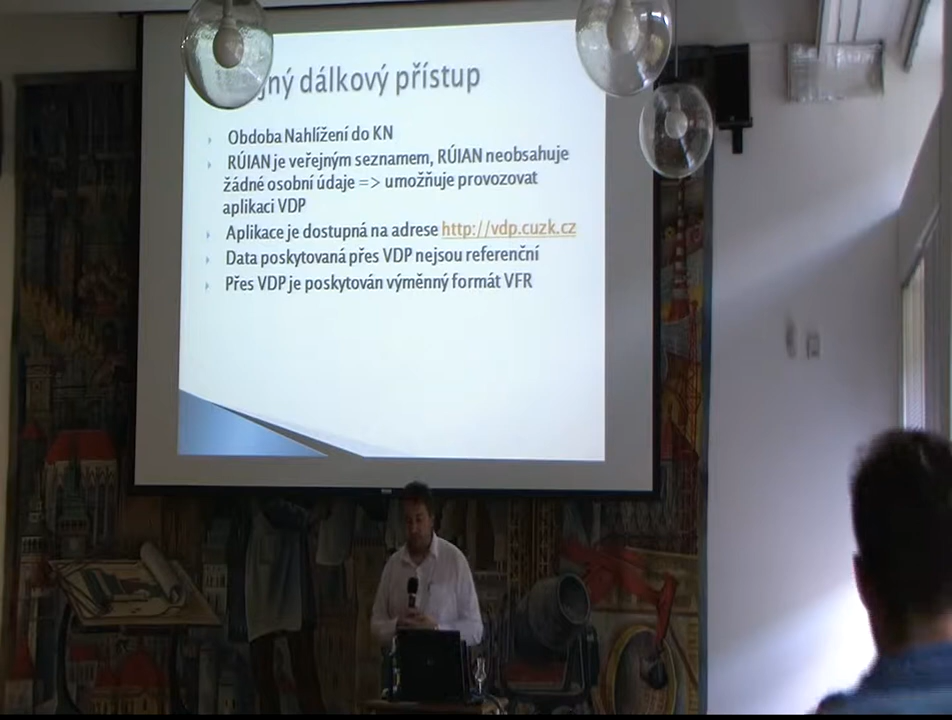 dálkový přístup
Obdoba Nahlížení do KN
RÚIAN je veřejným seznamem, RÚIAN neobsahuje
žádné osobní údaje => umožňuje provozovat
aplikaci VDP
Aplikace je dostupná na adrese http://vdp.cuzk.cz
Data poskytovaná přes VDP nejsou referenční
Přes VDP je poskytován výměnný formát VFR